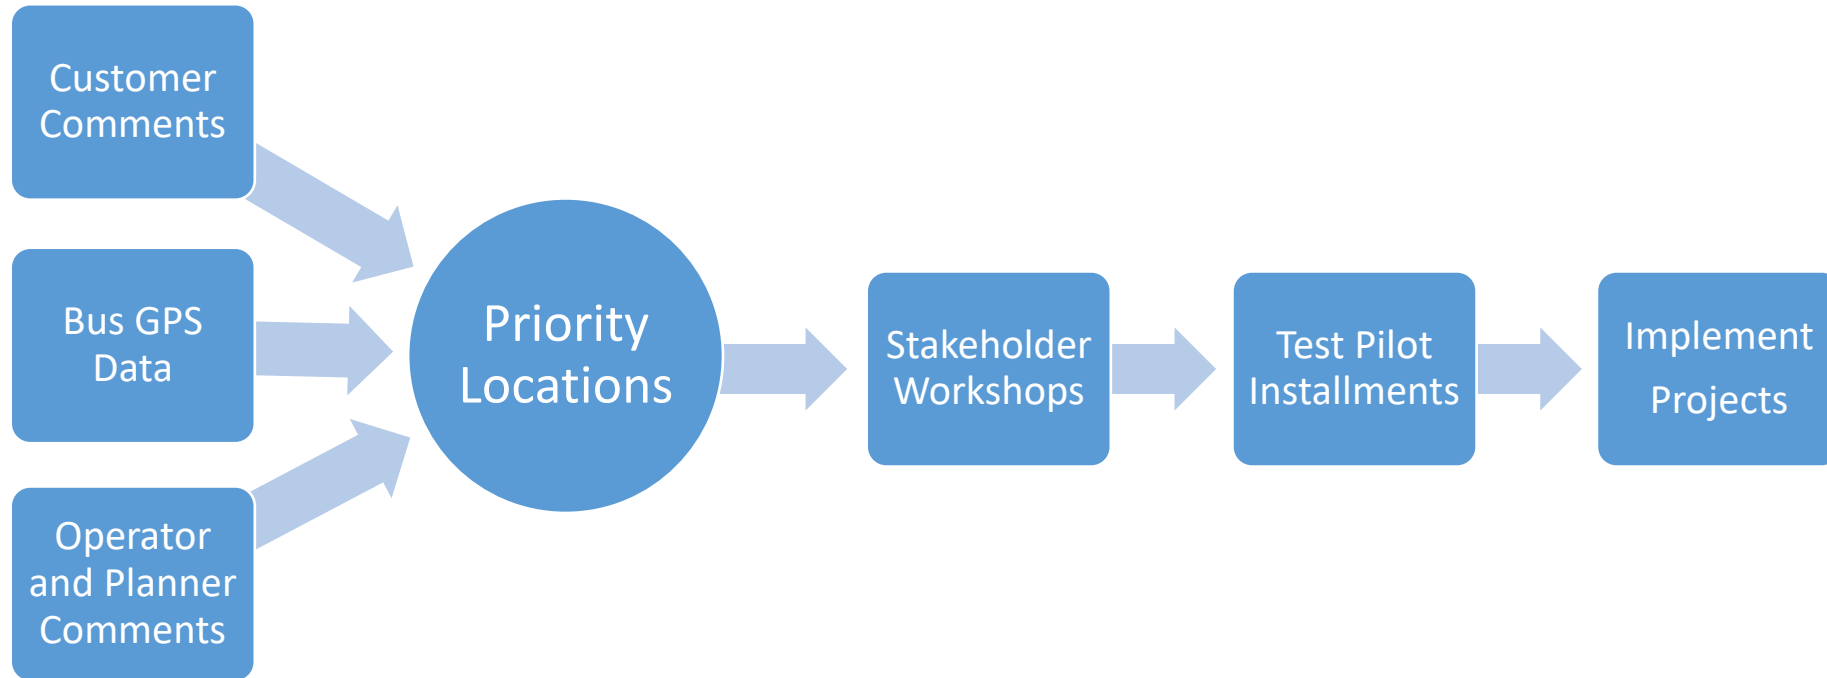 Customer
Comments
Bus GPS
Data
Operator
and Planner
Comments
Priority
Locations
Stakeholder
Workshops
Test Pilot
Installments
Implement
Projects